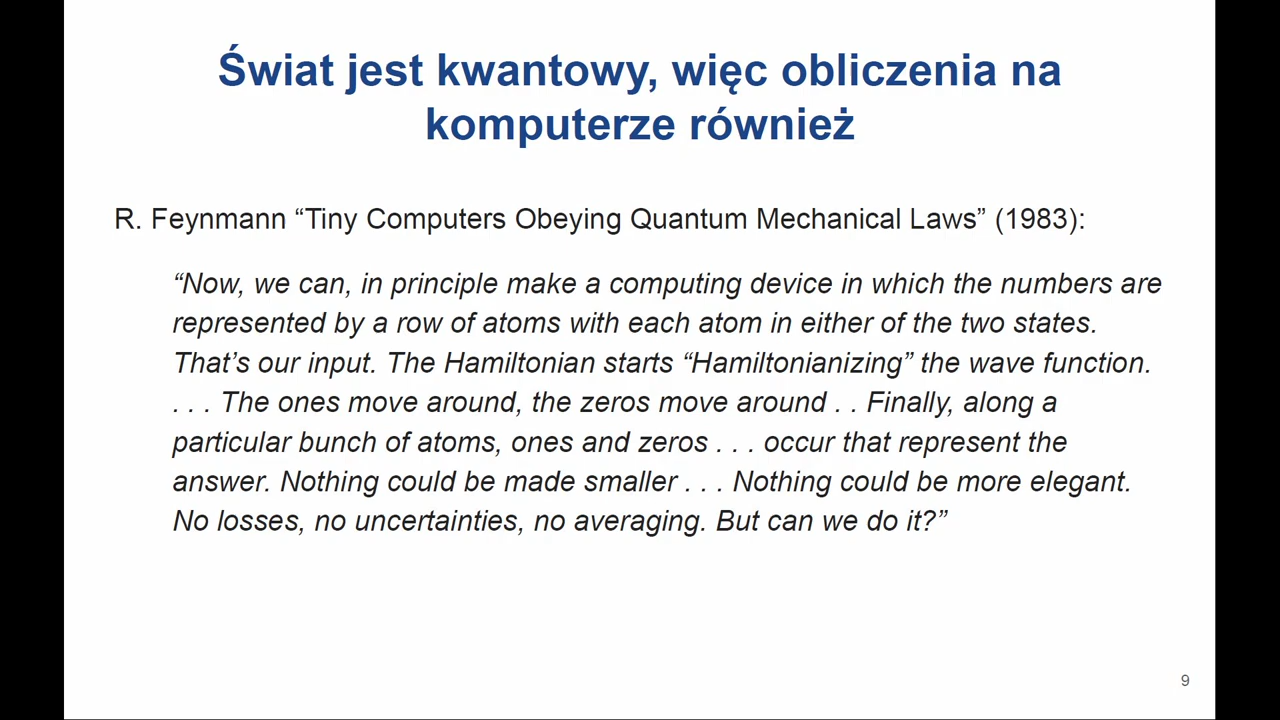 Świat jest kwantowy, więc obliczenia na
komputerze również
R. Feynmann “Tiny Computers Obeying Quantum Mechanical Laws” (1983):
“Now, we can, in principle make a computing device in which the numbers are
represented by a row of atoms with each atom in either of the two states.
That’s our input. The Hamiltonian starts “Hamiltonianizing” the wave function.
. . . The ones move around, the zeros move around . . Finally, along a
particular bunch of atoms, ones and zeros . . . occur that represent the
answer. Nothing could be made smaller . . . Nothing could be more elegant.
No losses, no uncertainties, no averaging. But can we do it?”
9